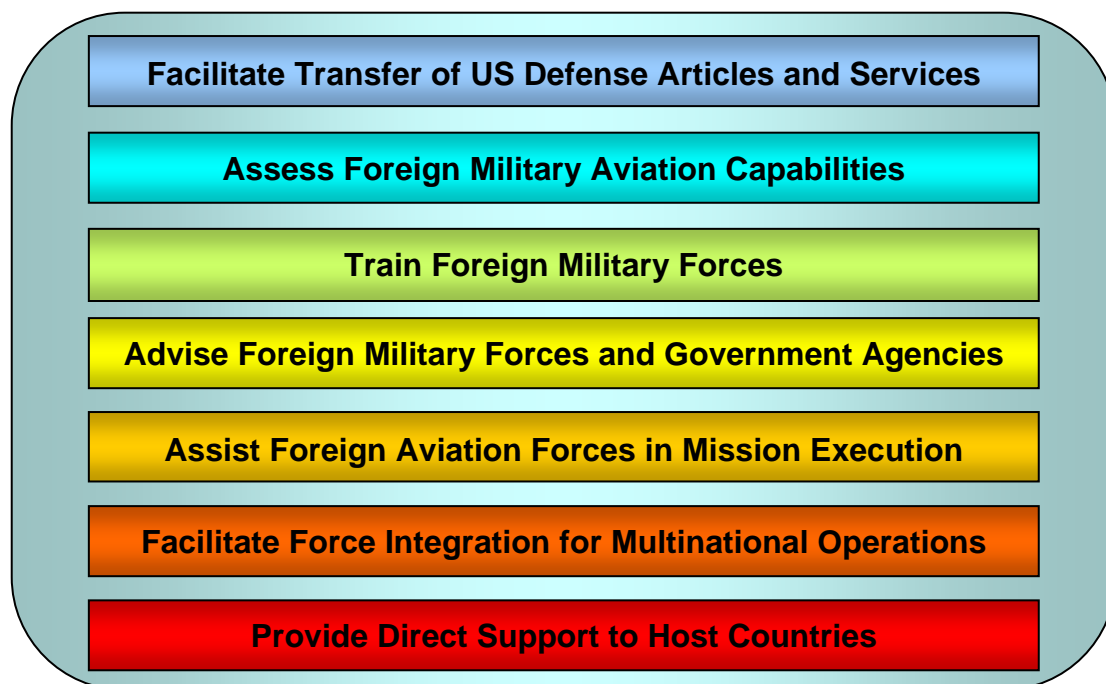 Facilitate Transfer of US Defense Articles and Services
Assess Foreign Military Aviation Capabilities
Train Foreign Military Forces
Advise Foreign Military Forces and Government Agencies
Assist Foreign Aviation Forces in Mission Execution
Facilitate Force Integration for Multinational Operations
Provide Direct Support to Host Countries